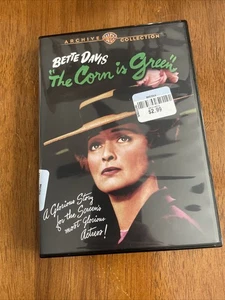 ARCHIVE WB COLLECTION
BETTE DAVIS
"The Corn is Green"
$2.99
A Glorious Story
for the Screen's
most glorious
Actress!